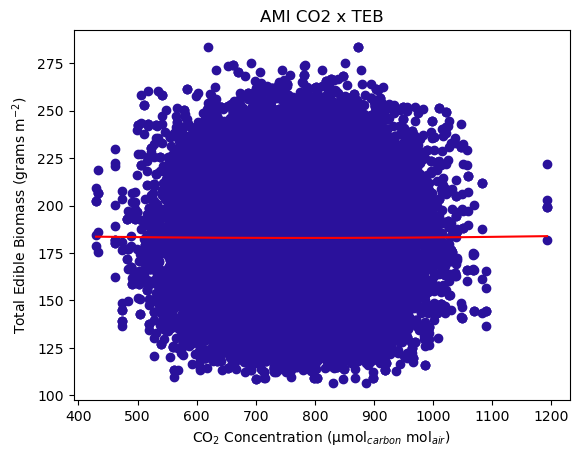 AMI CO2 x TEB
Total Edible Biomass (grams m⁻²)
275
250
225
200
175
150
125
100
400 500 600 700 800 900 1000 1100 1200
CO₂ Concentration (μmol_carbon mol_air)